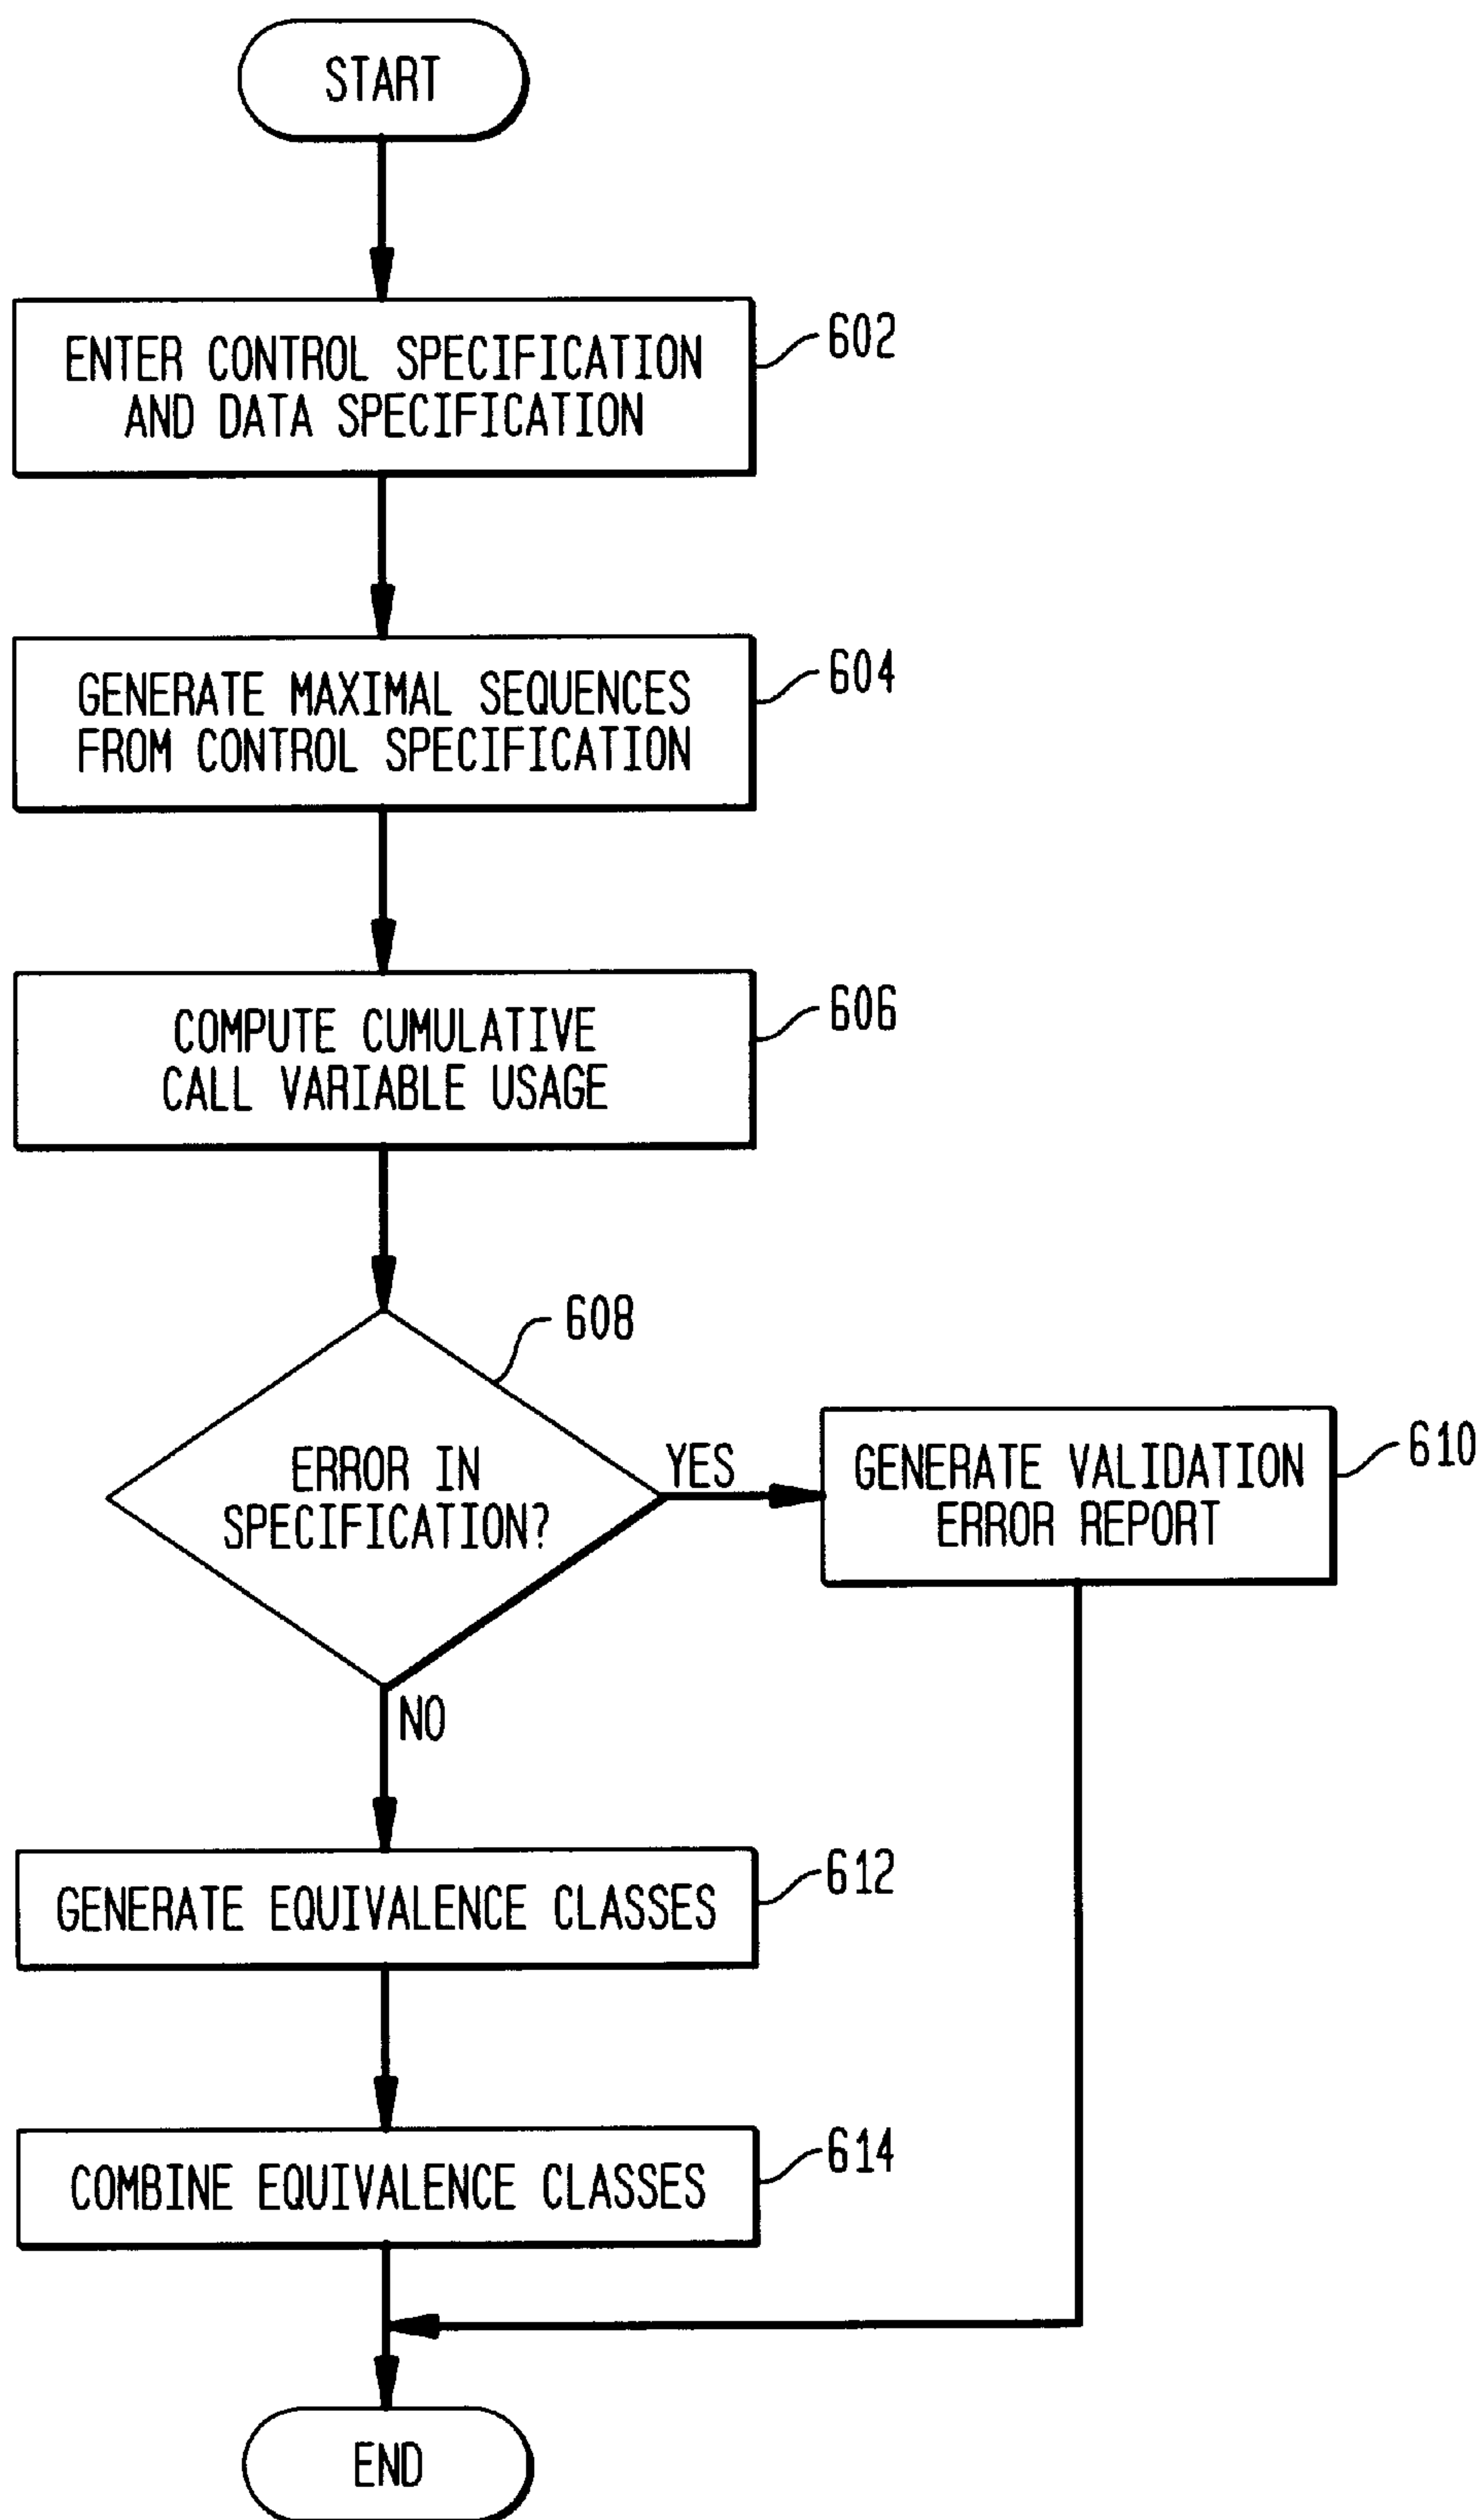 START
ENTER CONTROL SPECIFICATION
AND DATA SPECIFICATION
602
GENERATE MAXIMAL SEQUENCES
FROM CONTROL SPECIFICATION
604
COMPUTE CUMULATIVE
CALL VARIABLE USAGE
606
608
ERROR IN
SPECIFICATION?
YES
GENERATE VALIDATION
ERROR REPORT
610
NO
GENERATE EQUIVALENCE CLASSES
612
COMBINE EQUIVALENCE CLASSES
614
END